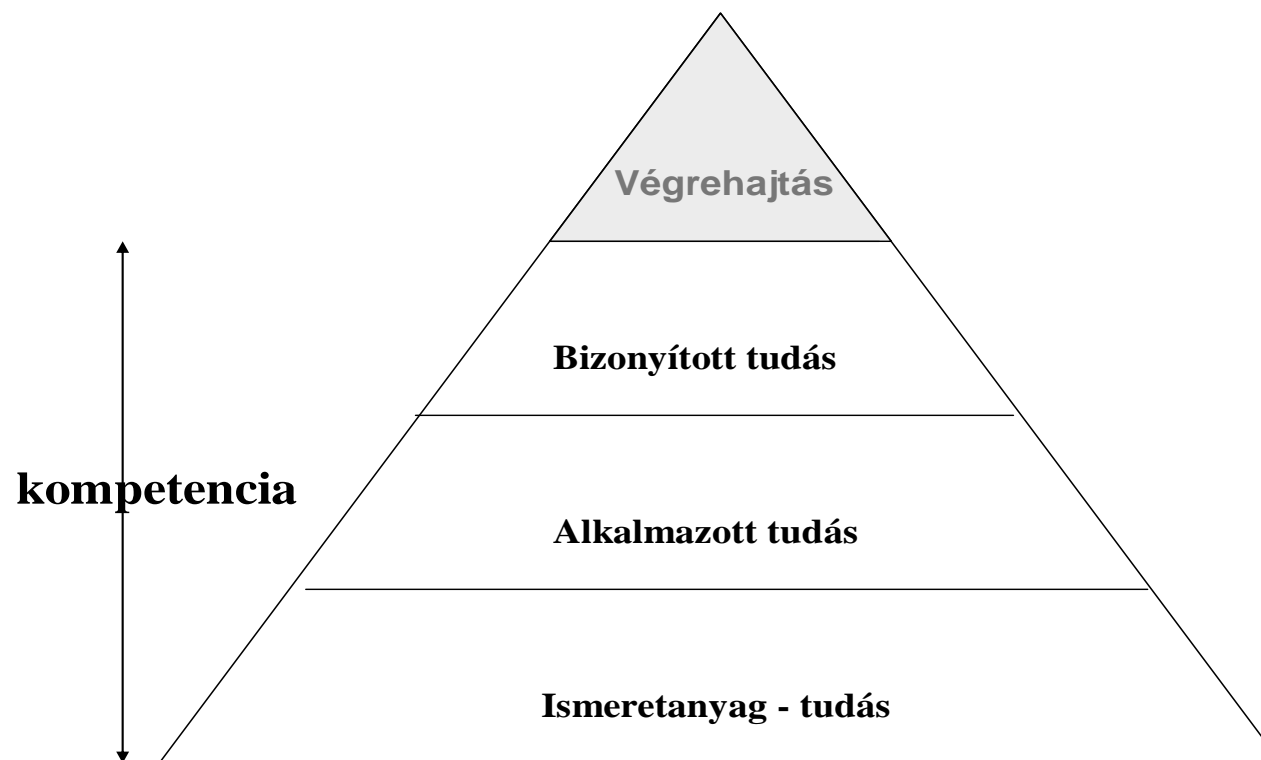 Végrehajtás
Bizonyított tudás
kompetencia
Alkalmazott tudás
Ismeretanyag - tudás